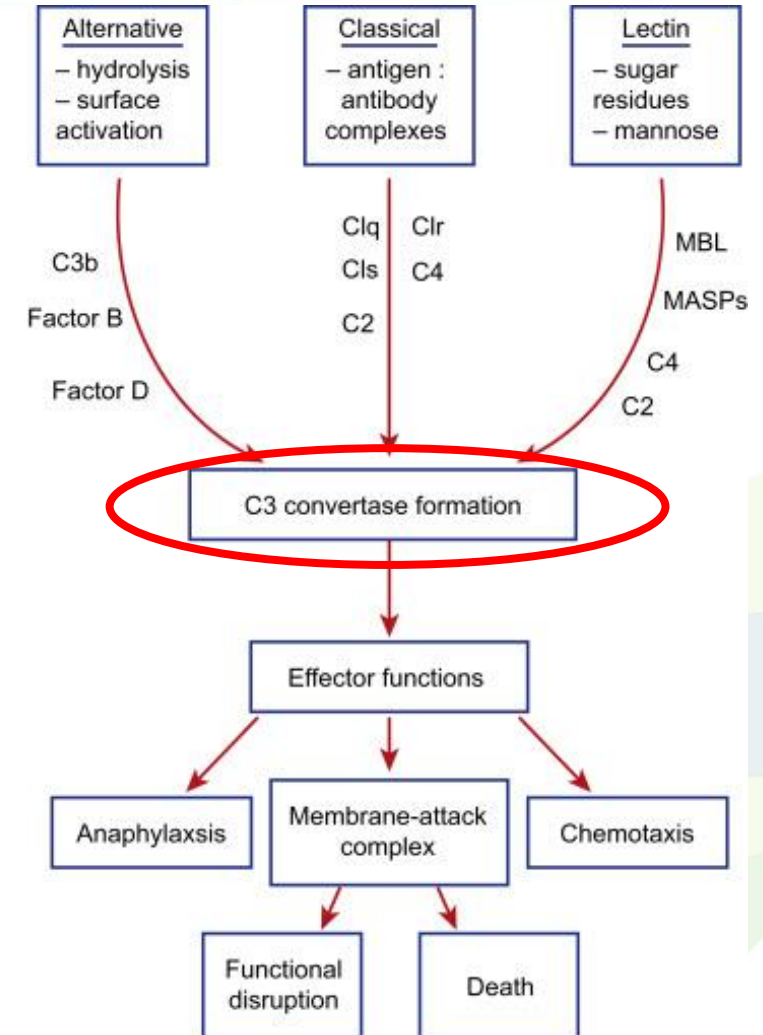 Alternative
– hydrolysis
– surface
activation
Classical
– antigen :
antibody
complexes
Lectin
– sugar
residues
– mannose
C3b
Factor B
Factor D
Clq Clr
Cls C4
C2
MBL
MASPs
C4
C2
C3 convertase formation
Effector functions
Anaphylaxsis
Membrane-attack
complex
Chemotaxis
Functional
disruption
Death